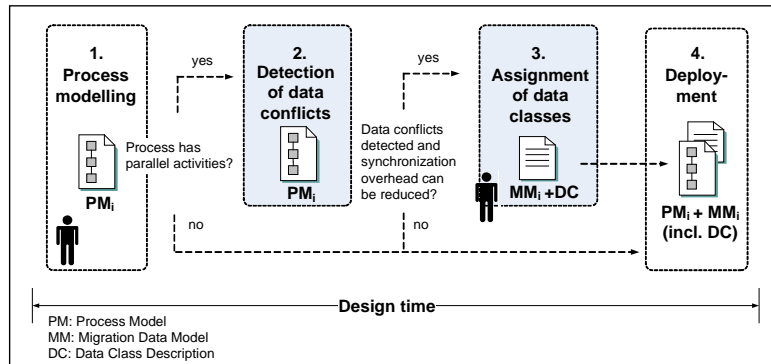 1.
Process
modelling
PMi
Process has
parallel activities?
yes
no
2.
Detection
of data
conflicts
PMi
Data conflicts
detected and
synchronization
overhead can
be reduced?
yes
no
3.
Assignment
of data
classes
MMi +DC
4.
Deploy-
ment
PMi + MMi
(incl. DC)
Design time
PM: Process Model
MM: Migration Data Model
DC: Data Class Description